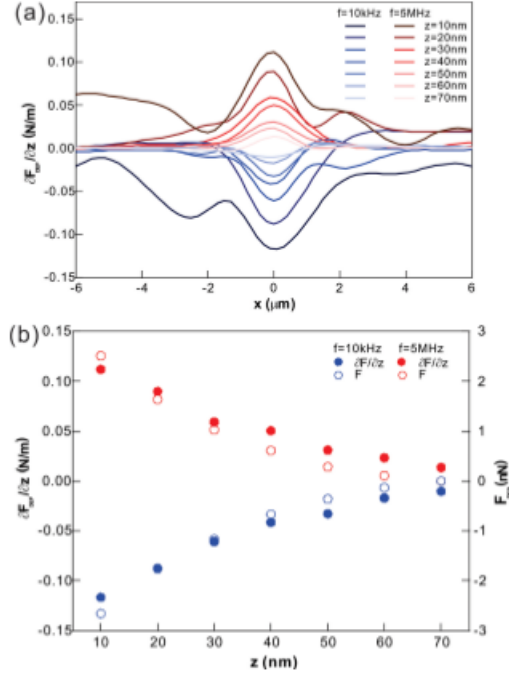 (a)
f=10kHz f=5MHz
z=10nm
z=20nm
z=30nm
z=40nm
z=50nm
z=60nm
z=70nm
0.15
0.10
0.05
0.00
-0.05
-0.10
-0.15
/∂z (N/m)
-6 -4 -2 0 2 4 6
x (μm)
(b)
f=10kHz f=5MHz
∂F/∂z ∂F/∂z
F F
0.15
0.10
0.05
0.00
-0.05
-0.10
-0.15
/∂z (N/m)
3
2
1
0
-1
-2
-3
(nN)
10 20 30 40 50 60 70
z (nm)